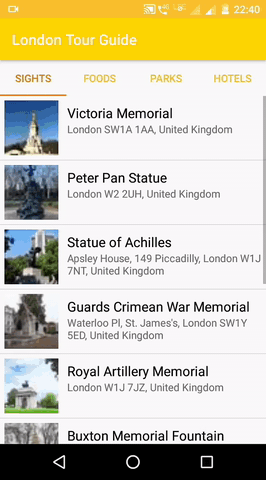 22:40
London Tour Guide
SIGHTS FOODS PARKS HOTELS
Victoria Memorial
London SW1A 1AA, United Kingdom
Peter Pan Statue
London W2 2UH, United Kingdom
Statue of Achilles
Apsley House, 149 Piccadilly, London W1J
7NT, United Kingdom
Guards Crimean War Memorial
Waterloo Pl, St. James's, London SW1Y
5ED, United Kingdom
Royal Artillery Memorial
London W1J 7JZ, United Kingdom
Buxton Memorial Fountain